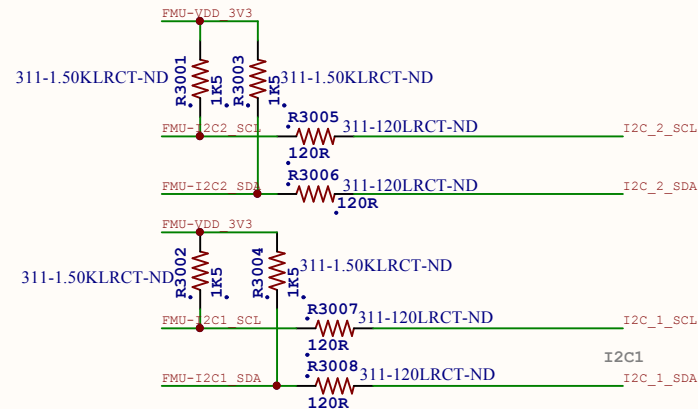 FMU-VDD_3V3
311-1.50KLRCT-ND
R3001
1K5
R3003
1K5
311-1.50KLRCT-ND
R3005
FMU-I2C2_SCL
311-120LRCT-ND
I2C_2_SCL
120R
R3006
FMU-I2C2_SDA
311-120LRCT-ND
I2C_2_SDA
120R
FMU-VDD_3V3
311-1.50KLRCT-ND
R3002
1K5
R3004
1K5
311-1.50KLRCT-ND
R3007
FMU-I2C1_SCL
311-120LRCT-ND
I2C_1_SCL
120R
I2C1
R3008
FMU-I2C1_SDA
311-120LRCT-ND
I2C_1_SDA
120R